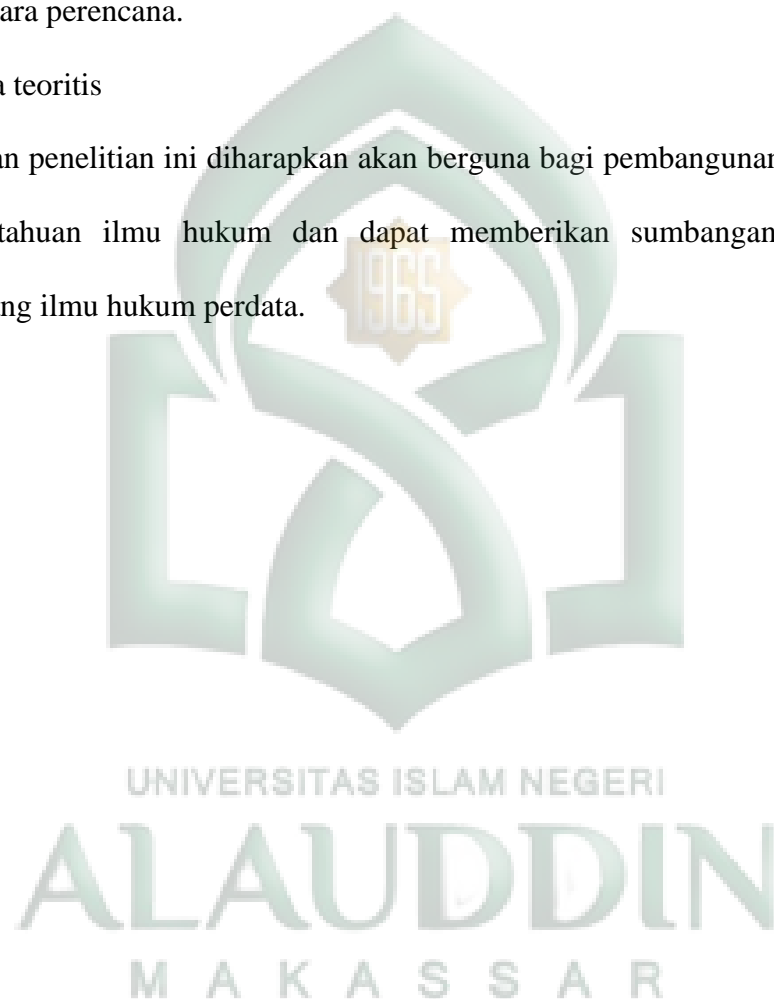 ara perencana.
a teoritis
an penelitian ini diharapkan akan berguna bagi pembangunan
tahuan ilmu hukum dan dapat memberikan sumbangan
ng ilmu hukum perdata.
1965
UNIVERSITAS ISLAM NEGERI
ALAUDDIN
MAKASSAR